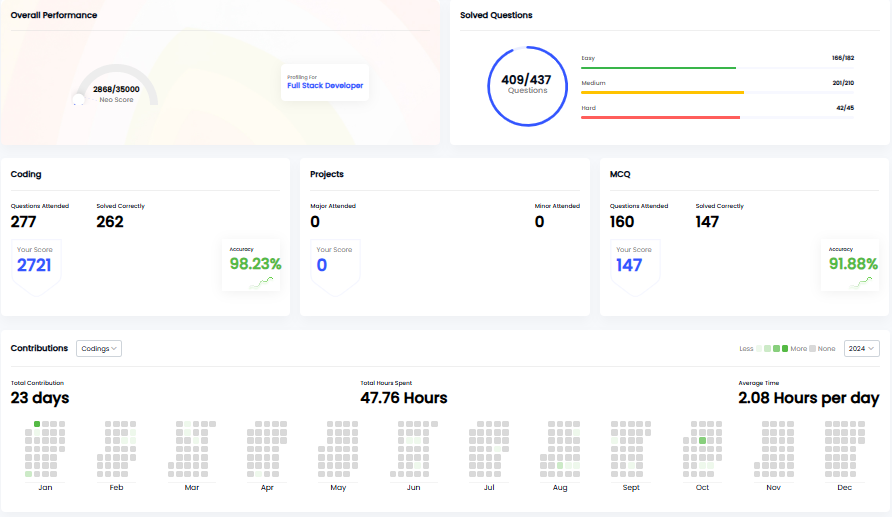 Overall Performance
2868/35000
Neo Score
Profiling For
Full Stack Developer
Solved Questions
409/437
Questions
Easy 166/182
Medium 201/210
Hard 42/45
Coding
Questions Attended Solved Correctly
277 262
Your Score
2721
Accuracy
98.23%
Projects
Major Attended Minor Attended
0 0
Your Score
0
MCQ
Questions Attended Solved Correctly
160 147
Your Score
147
Accuracy
91.88%
Contributions Codings Less More None 2024
Total Contribution Total Hours Spent Average Time
23 days 47.76 Hours 2.08 Hours per day
Jan Feb Mar Apr May Jun Jul Aug Sept Oct Nov Dec